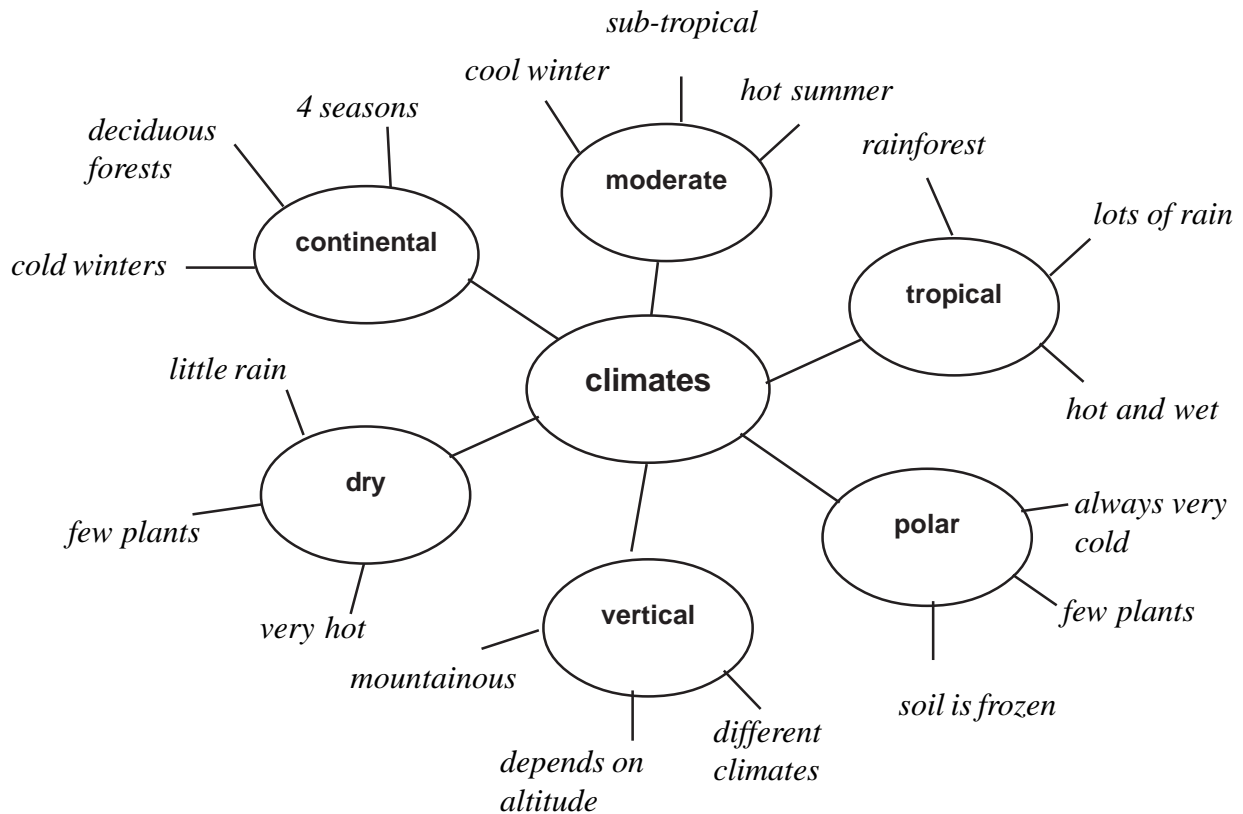 sub-tropical
cool winter
hot summer
4 seasons
deciduous
forests
rainforest
moderate
lots of rain
continental
cold winters
tropical
little rain
climates
hot and wet
dry
few plants
polar
always very
cold
very hot
vertical
few plants
mountainous
soil is frozen
different
climates
depends on
altitude